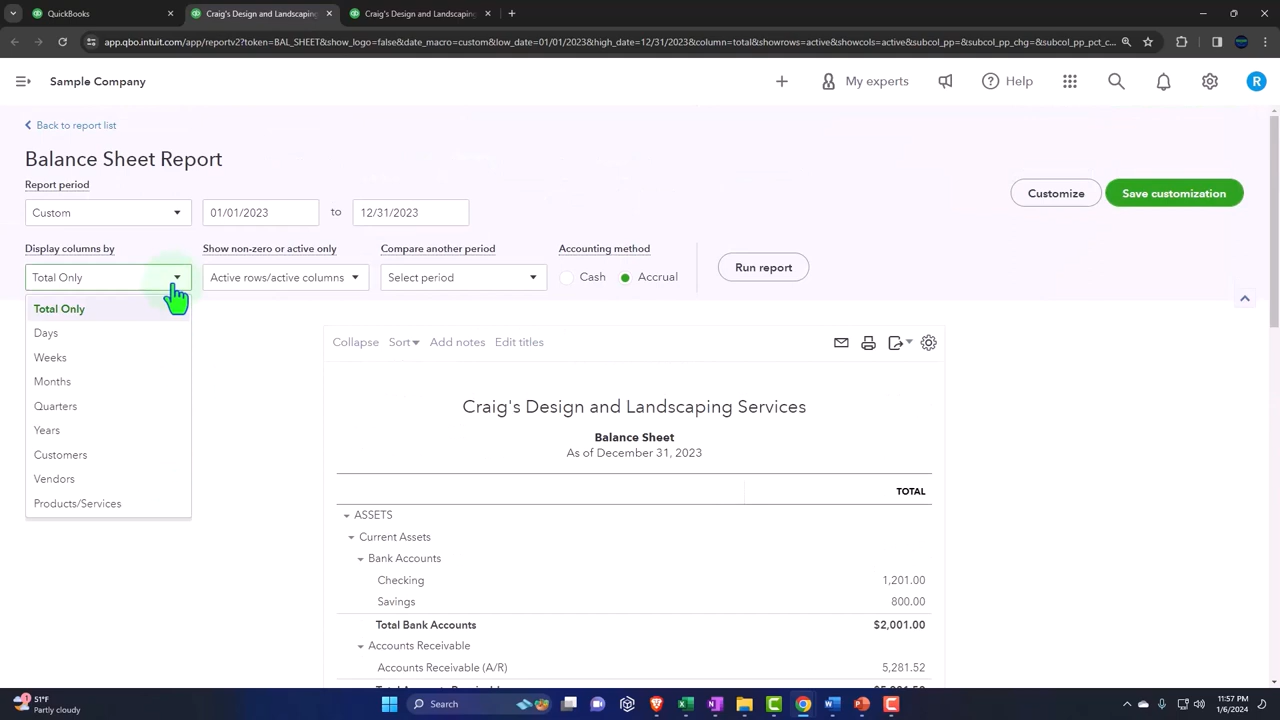 QuickBooks
Craig's Design and Landscaping
Craig's Design and Landscaping
app.qbo.intuit.com/app/reportv2?token=BAL_SHEET&show_logo=false&date_macro=custom&low_date=01/01/2023&high_date=12/31/2023&column=total&showrows=active&showcols=active&subcol_pp=&subcol_pp_chg=&subcol_pp_pct_c...
Sample Company
My experts
Help
R
Back to report list
Balance Sheet Report
Report period
Custom 01/01/2023 to 12/31/2023
Customize
Save customization
Display columns by Show non-zero or active only Compare another period Accounting method
Total Only Active rows/active columns Select period Cash Accrual
Run report
Total Only
Days
Weeks
Months
Quarters
Years
Customers
Vendors
Products/Services
Collapse Sort Add notes Edit titles
Craig's Design and Landscaping Services
Balance Sheet
As of December 31, 2023
TOTAL
ASSETS
Current Assets
Bank Accounts
Checking 1,201.00
Savings 800.00
Total Bank Accounts $2,001.00
Accounts Receivable
Accounts Receivable (A/R) 5,281.52
51°F
Partly cloudy
Search
11:57 PM
1/6/2024